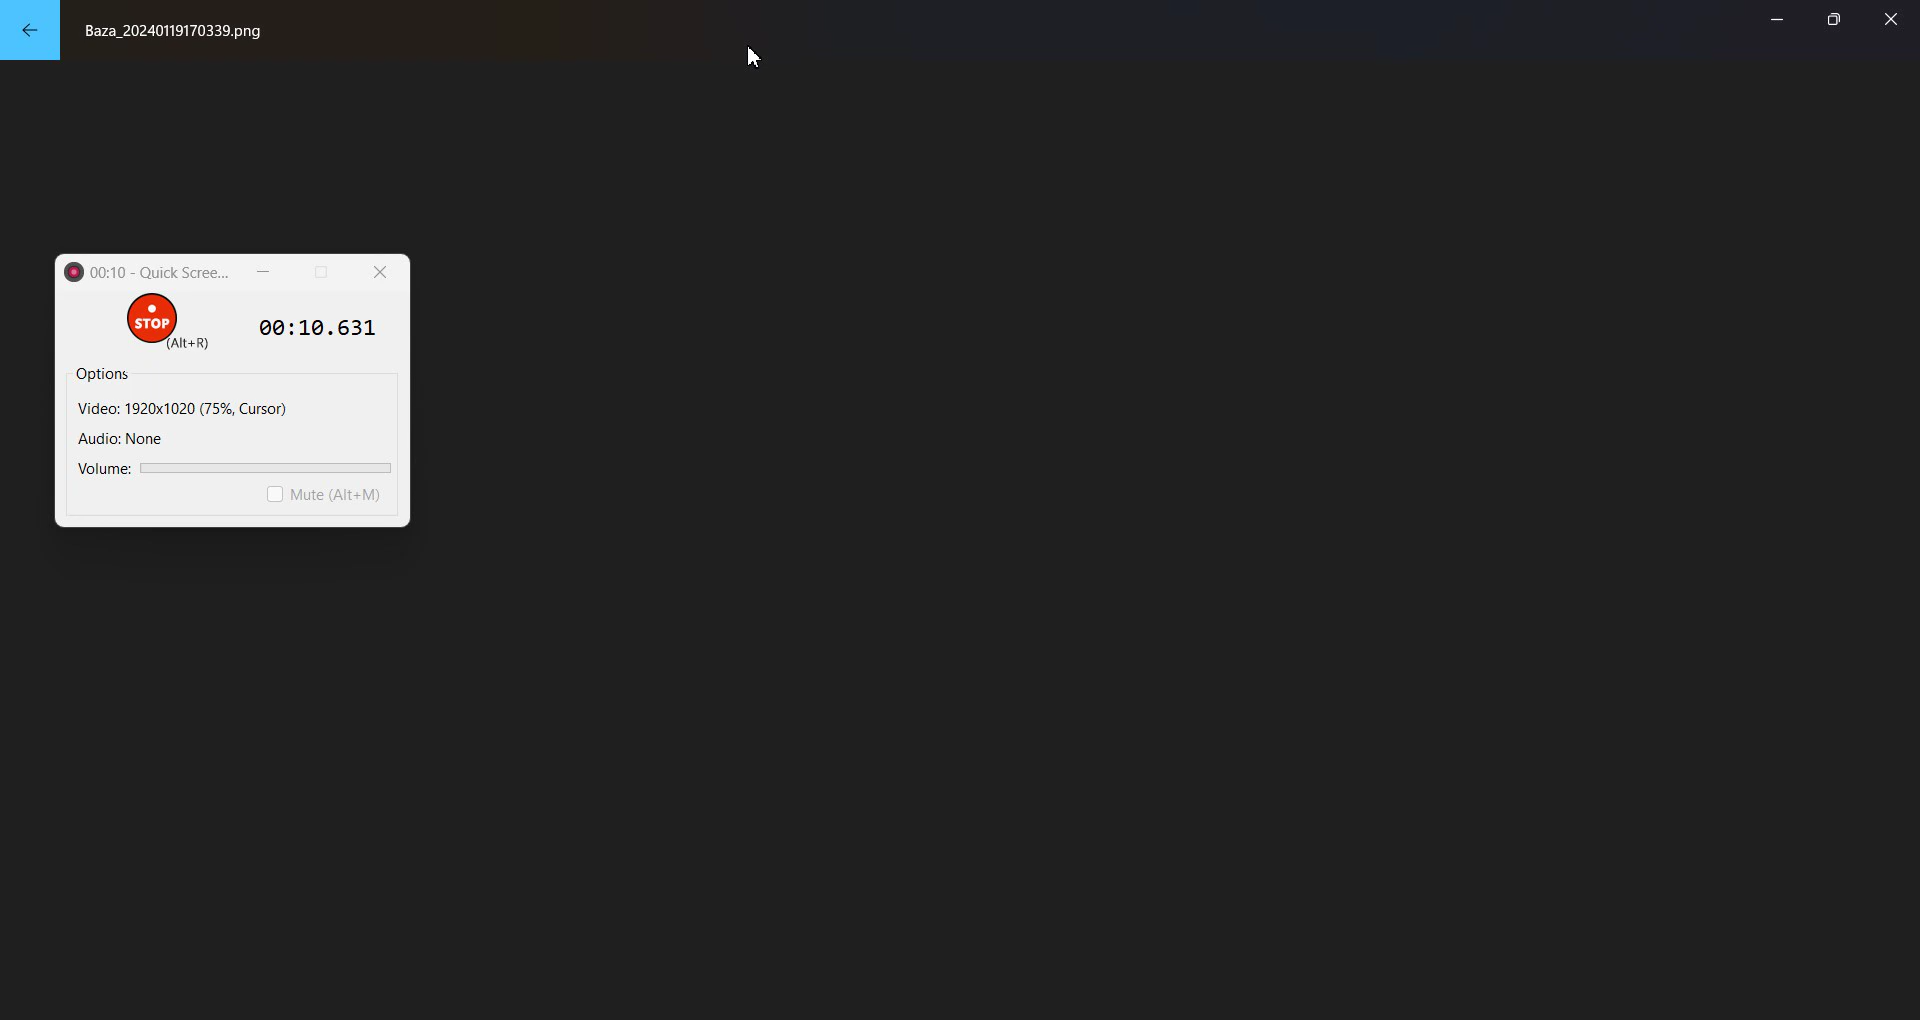 Baza_20240119170339.png
00:10 - Quick Scree...
STOP
(Alt+R)
00:10.631
Options
Video: 1920x1020 (75%, Cursor)
Audio: None
Volume:
Mute (Alt+M)